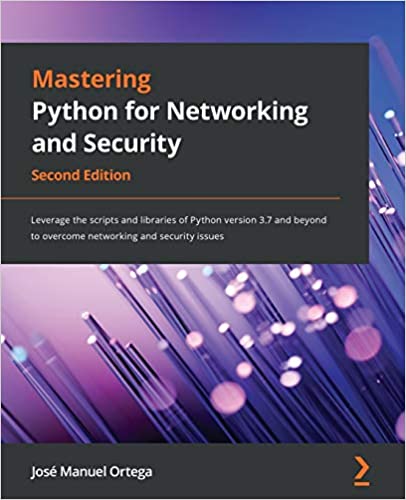 Mastering
Python for Networking
and Security
Second Edition
Leverage the scripts and libraries of Python version 3.7 and beyond
to overcome networking and security issues
José Manuel Ortega